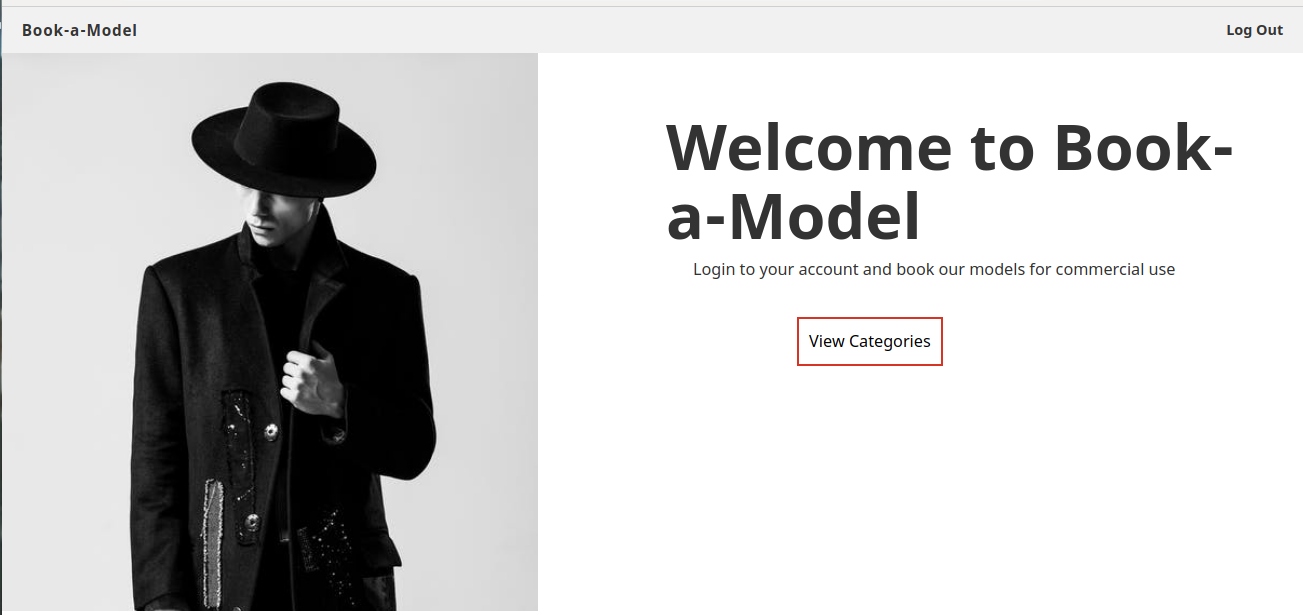 Book-a-Model
Log Out
Welcome to Book-
a-Model
Login to your account and book our models for commercial use
View Categories